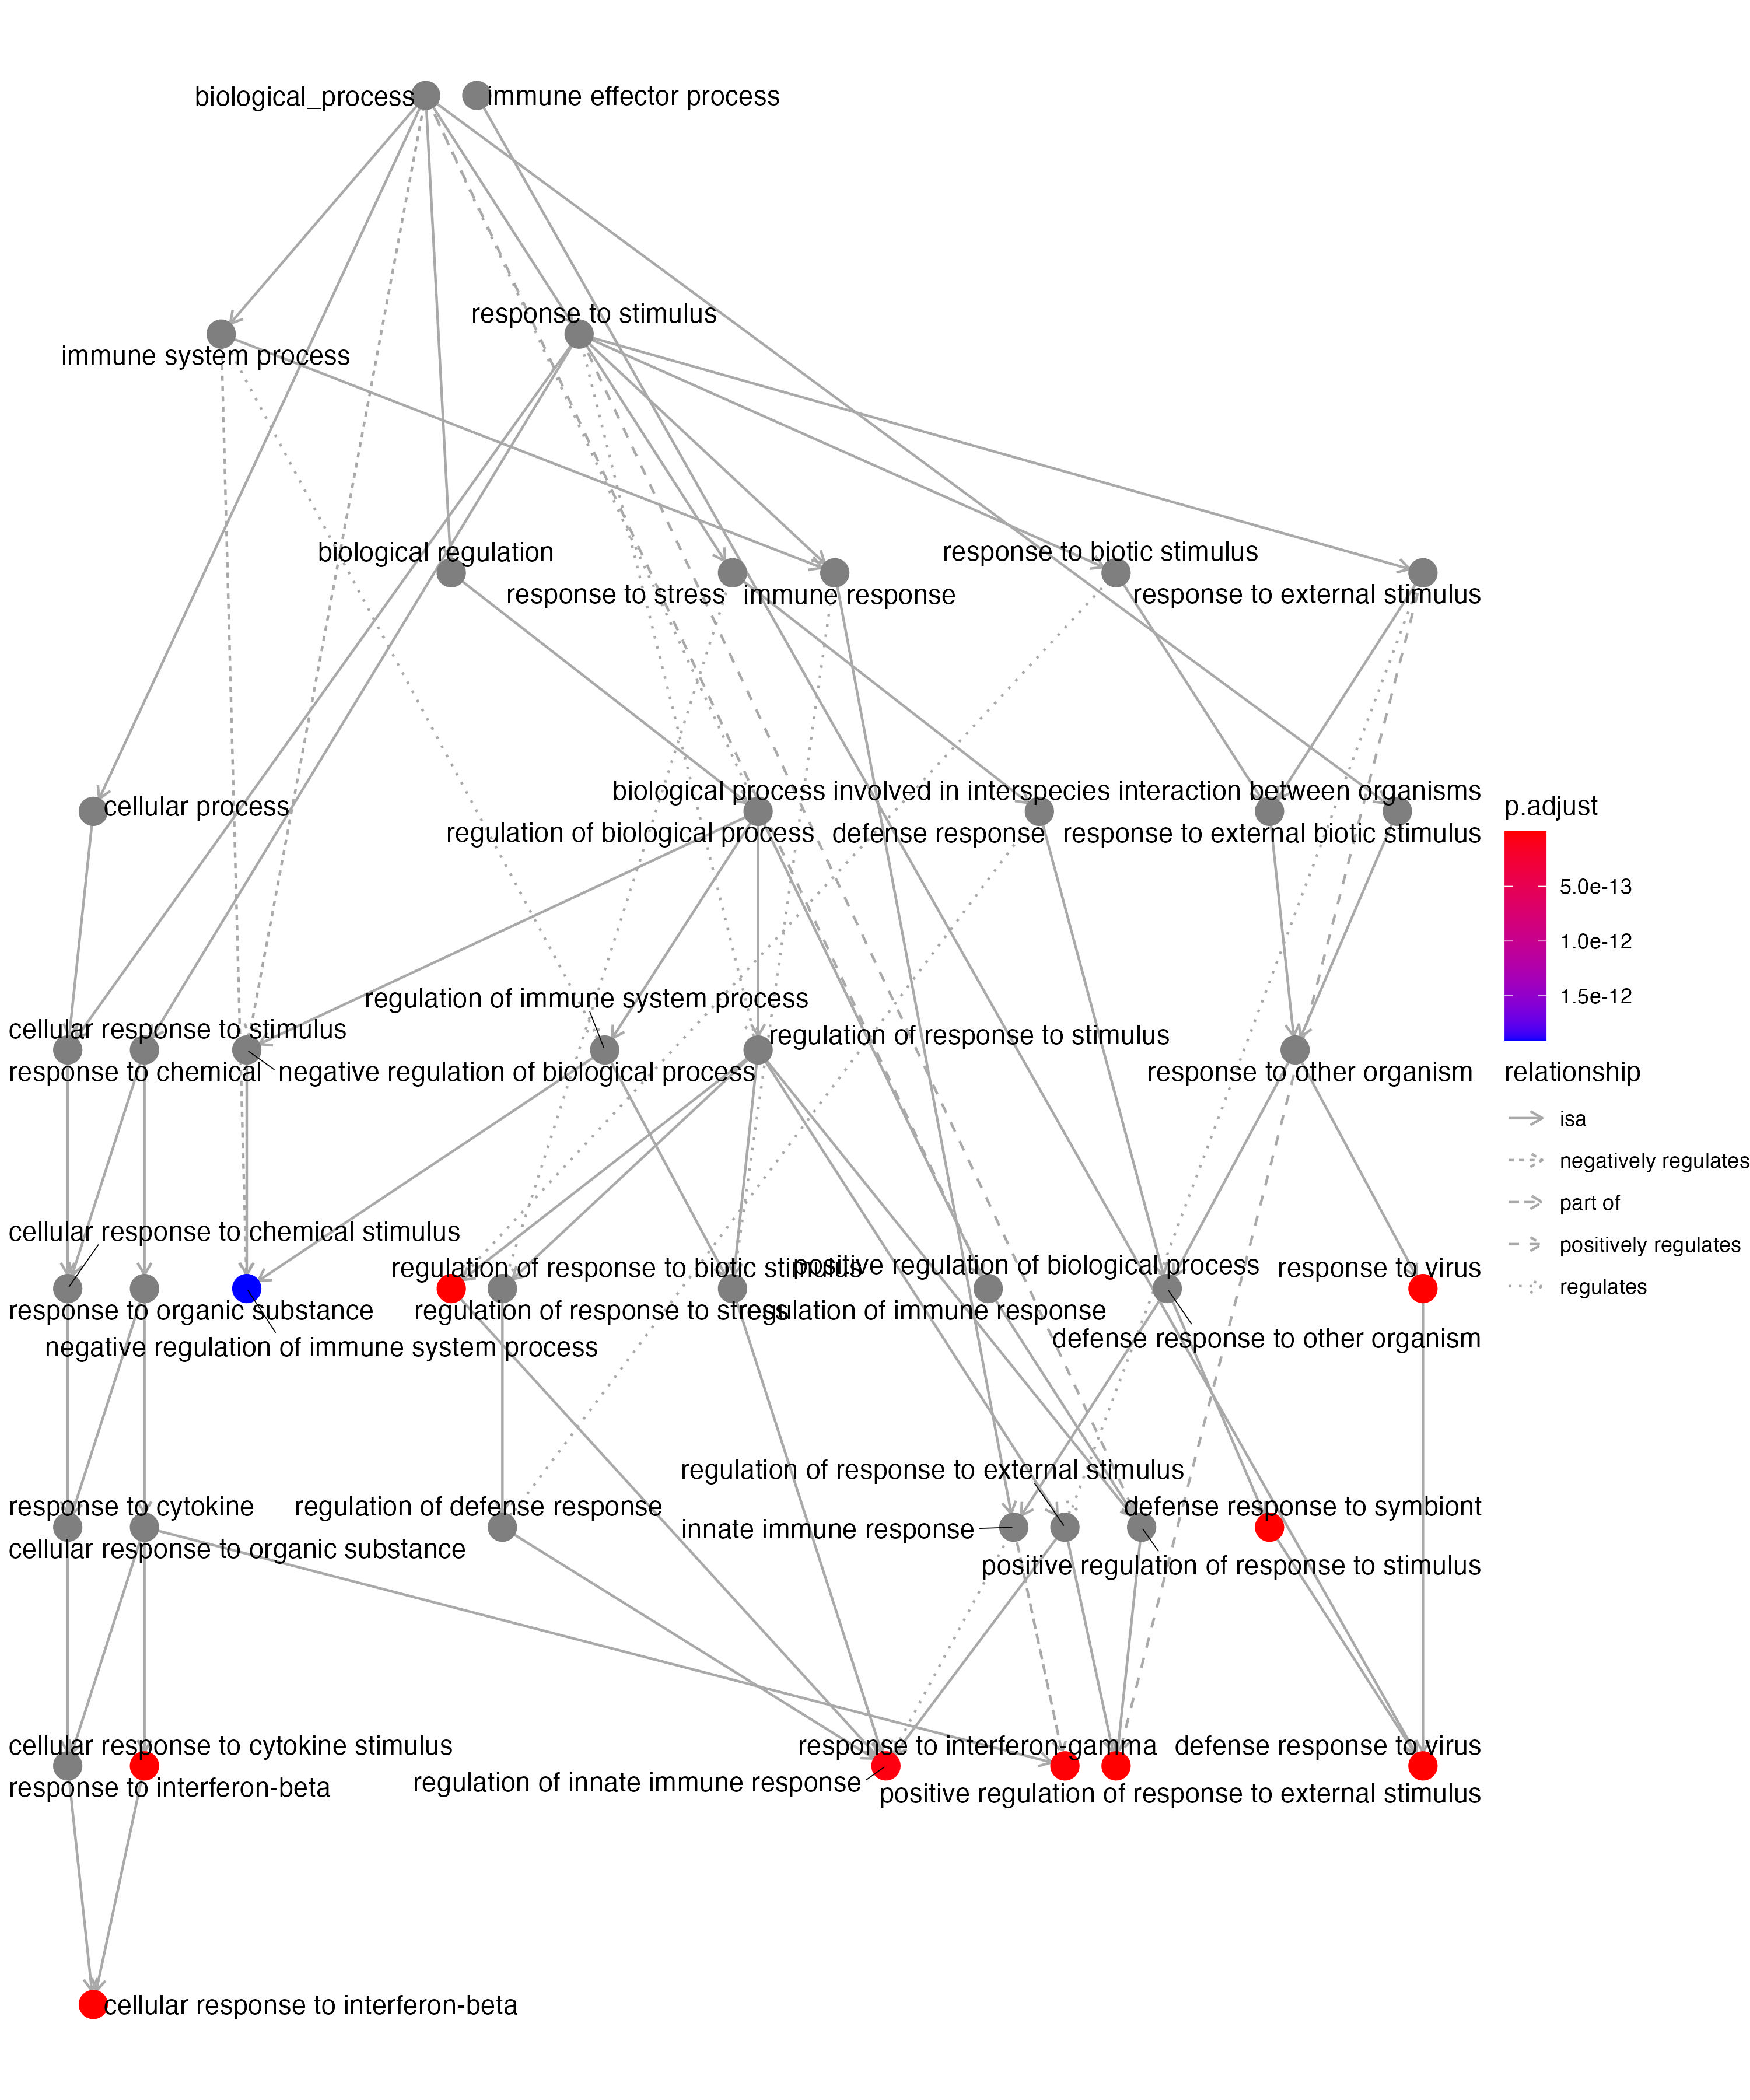 biological_process
immune effector process
response to stimulus
immune system process
biological regulation
response to biotic stimulus
response to stress
immune response
response to external stimulus
biological process involved in interspecies interaction between organisms
cellular process
regulation of biological process
defense response
response to external biotic stimulus
p.adjust
5.0e-13
1.0e-12
1.5e-12
regulation of immune system process
cellular response to stimulus
regulation of response to stimulus
response to chemical
negative regulation of biological process
response to other organism
relationship
isa
negatively regulates
part of
positively regulates
regulates
cellular response to chemical stimulus
regulation of response to biotic stimulus
positive regulation of biological process
response to virus
response to organic substance
regulation of response to stress
regulation of immune response
negative regulation of immune system process
defense response to other organism
regulation of response to external stimulus
response to cytokine
regulation of defense response
innate immune response
defense response to symbiont
cellular response to organic substance
positive regulation of response to stimulus
cellular response to cytokine stimulus
response to interferon-gamma
defense response to virus
response to interferon-beta
regulation of innate immune response
positive regulation of response to external stimulus
cellular response to interferon-beta